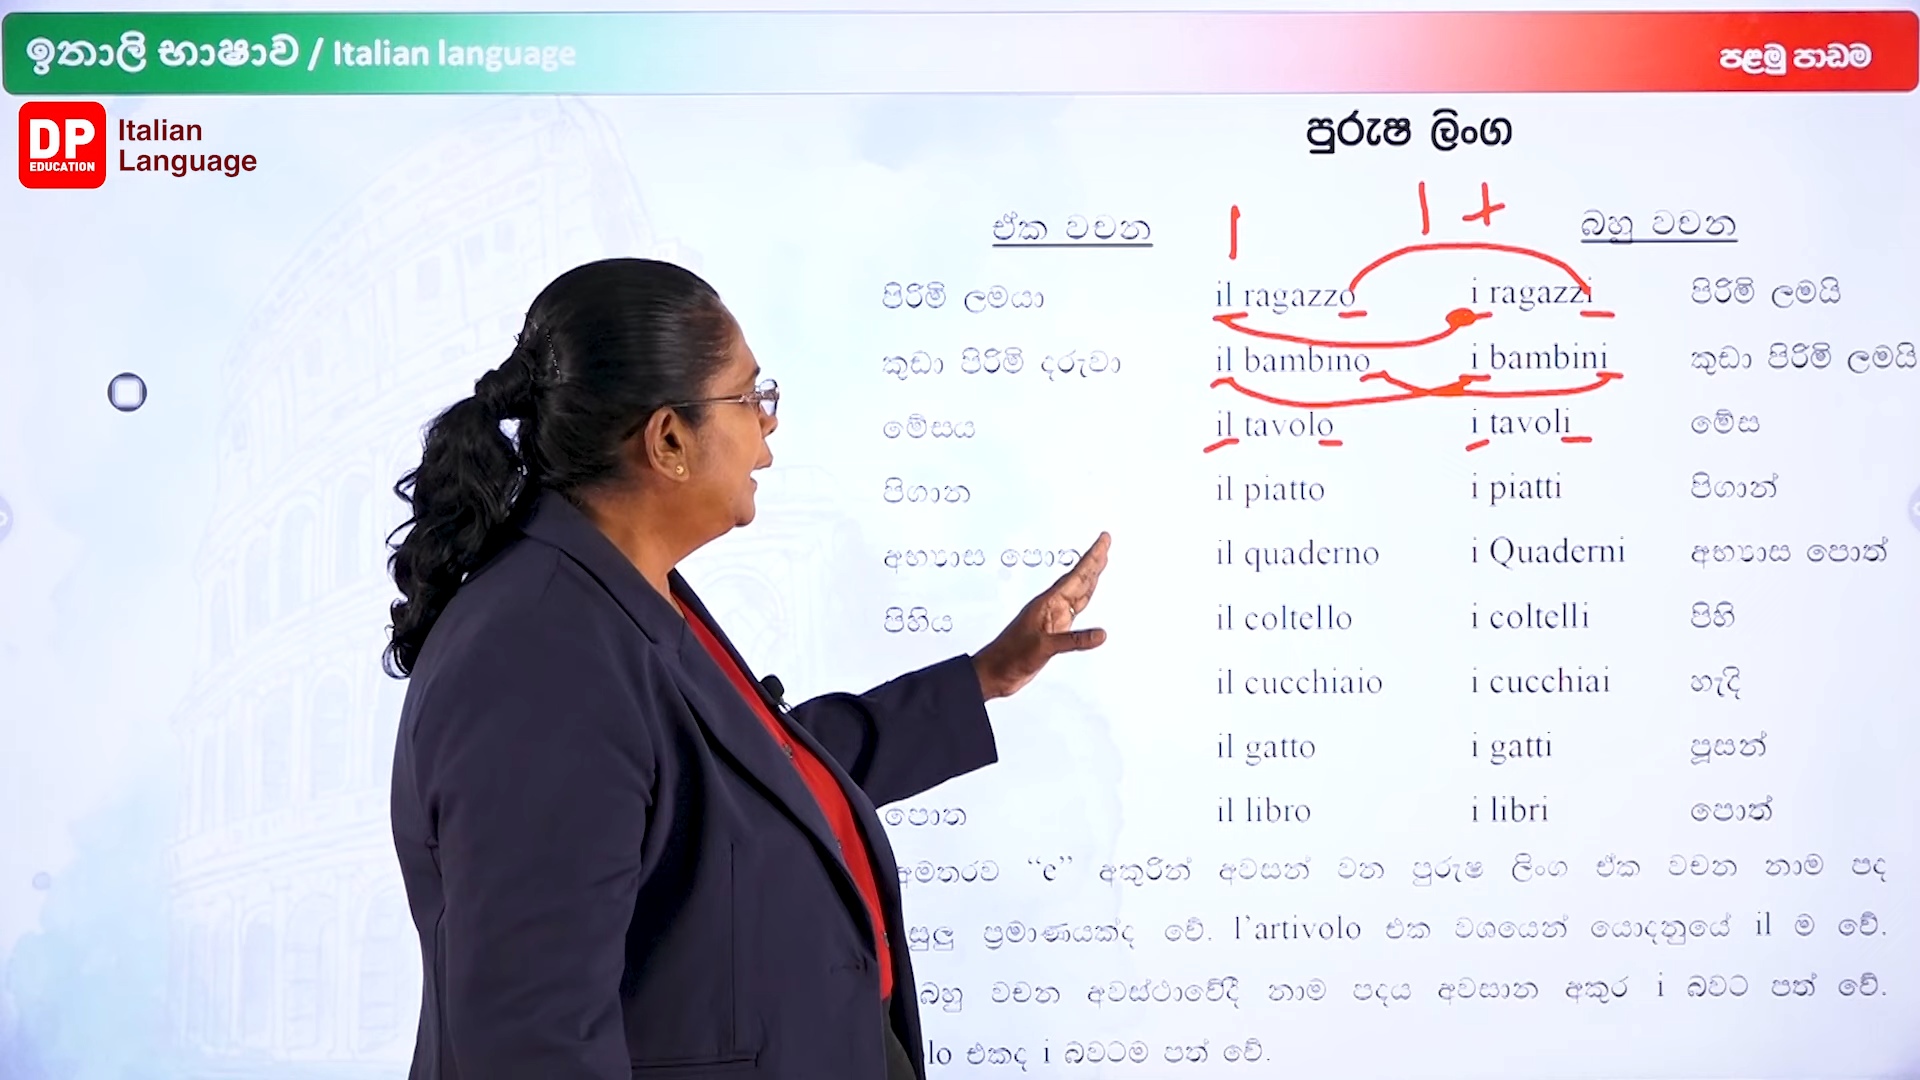 ඉතාලි භාෂාව / Italian language
පළමු පාඩම
DP
EDUCATION
Italian
Language
පුරුෂ ලිංග
ඒක වචන බහු වචන
පිරිමි ළමයා il ragazzo i ragazzi පිරිමි ළමයි
කුඩා පිරිමි දරුවා il bambino i bambini කුඩා පිරිමි ළමයි
මේසය il tavolo i tavoli මේස
පිගාන il piatto i piatti පිගාන්
අභ්‍යාස පොත il quaderno i Quaderni අභ්‍යාස පොත්
පිහිය il coltello i coltelli පිහි
il cucchiaio i cucchiai හැඳි
il gatto i gatti පූසන්
පොත il libro i libri පොත්
අමතරව “e” අකුරින් අවසන් වන පුරුෂ ලිංග ඒක වචන නාම පද
සුලු ප්‍රමාණයක්ද වේ. l’artivolo එක වශයෙන් යොදනුයේ il ම වේ.
බහු වචන අවස්ථාවේදී නාම පදය අවසාන අකුර i බවට පත් වේ.
lo එකද i බවටම පත් වේ.